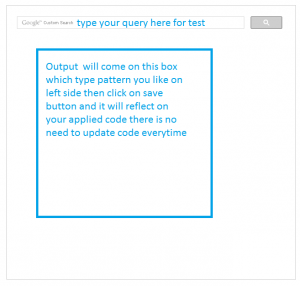 Google™ Custom Search type your query here for test
Output will come on this box
which type pattern you like on
left side then click on save
button and it will reflect on
your applied code there is no
need to update code everytime